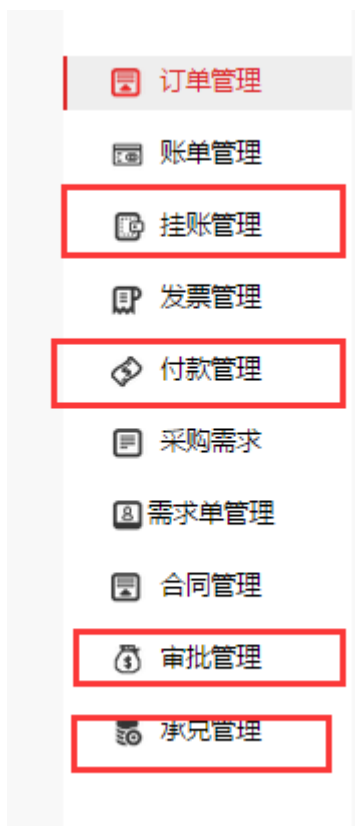 订单管理
账单管理
挂账管理
发票管理
付款管理
采购需求
需求单管理
合同管理
审批管理
承兑管理